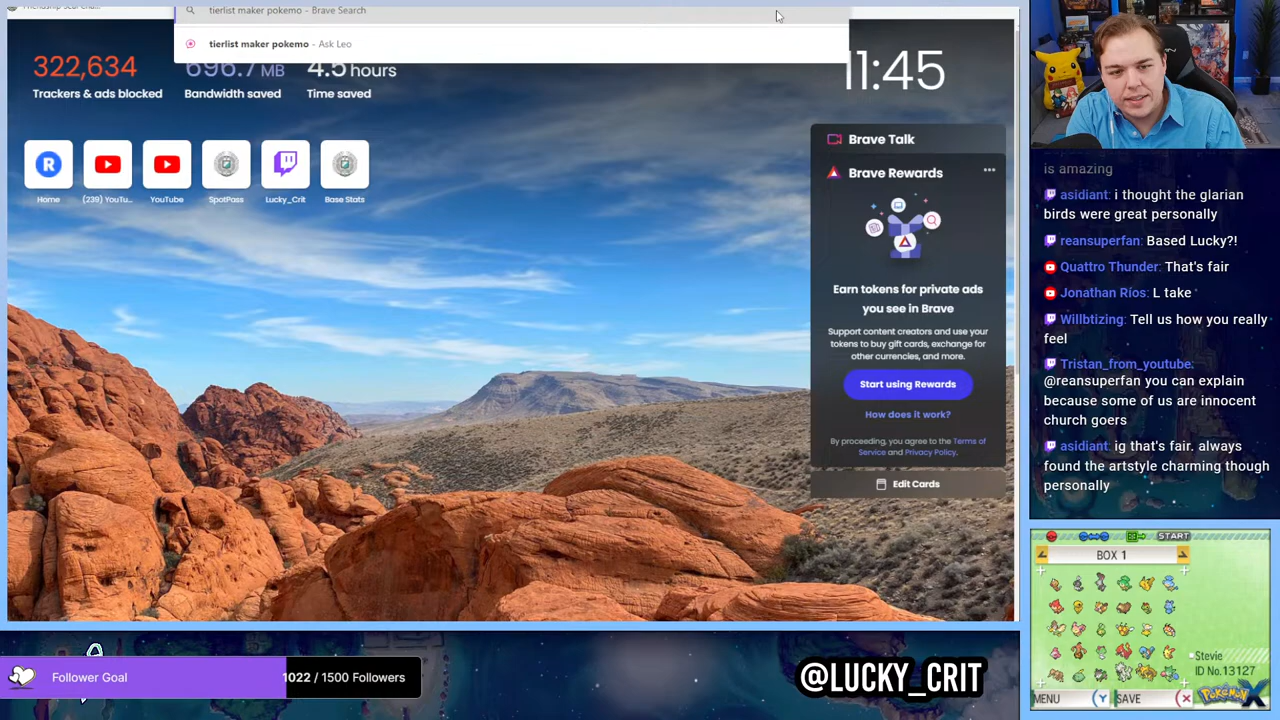 tierlist maker pokemo - Brave Search
tierlist maker pokemo - Ask Leo
322,634
Trackers & ads blocked
696.7 MB
Bandwidth saved
4.5 hours
Time saved
11:45
Home
(239) YouTu...
YouTube
SpotPass
Lucky_Crit
Base Stats
Brave Talk
Brave Rewards
Earn tokens for private ads
you see in Brave
Support content creators and use your
tokens to buy gift cards, exchange for
other currencies, and more.
Start using Rewards
How does it work?
By proceeding, you agree to the Terms of
Service and Privacy Policy.
Edit Cards
is amazing
asidiant: i thought the glarian
birds were great personally
reansuperfan: Based Lucky?!
Quattro Thunder: That's fair
Jonathan Ríos: L take
Willbtizing: Tell us how you really
feel
Tristan_from_youtube:
@reansuperfan you can explain
because some of us are innocent
church goers
asidiant: ig that's fair. always
found the artstyle charming though
personally
START
BOX 1
Stevie
ID No.13127
MENU
Y
SAVE
X
Pokémon X
Follower Goal
1022 / 1500 Followers
@LUCKY_CRIT